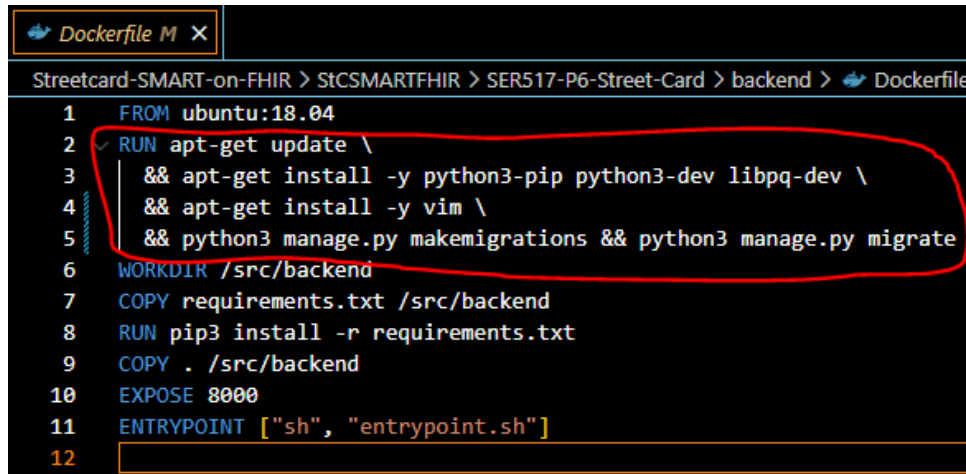 Dockerfile M
Streetcard-SMART-on-FHIR > StCSMARTFHIR > SER517-P6-Street-Card > backend > Dockerfile
1 FROM ubuntu:18.04
2 RUN apt-get update \
3 && apt-get install -y python3-pip python3-dev libpq-dev \
4 && apt-get install -y vim \
5 && python3 manage.py makemigrations && python3 manage.py migrate
6 WORKDIR /src/backend
7 COPY requirements.txt /src/backend
8 RUN pip3 install -r requirements.txt
9 COPY . /src/backend
10 EXPOSE 8000
11 ENTRYPOINT ["sh", "entrypoint.sh"]
12